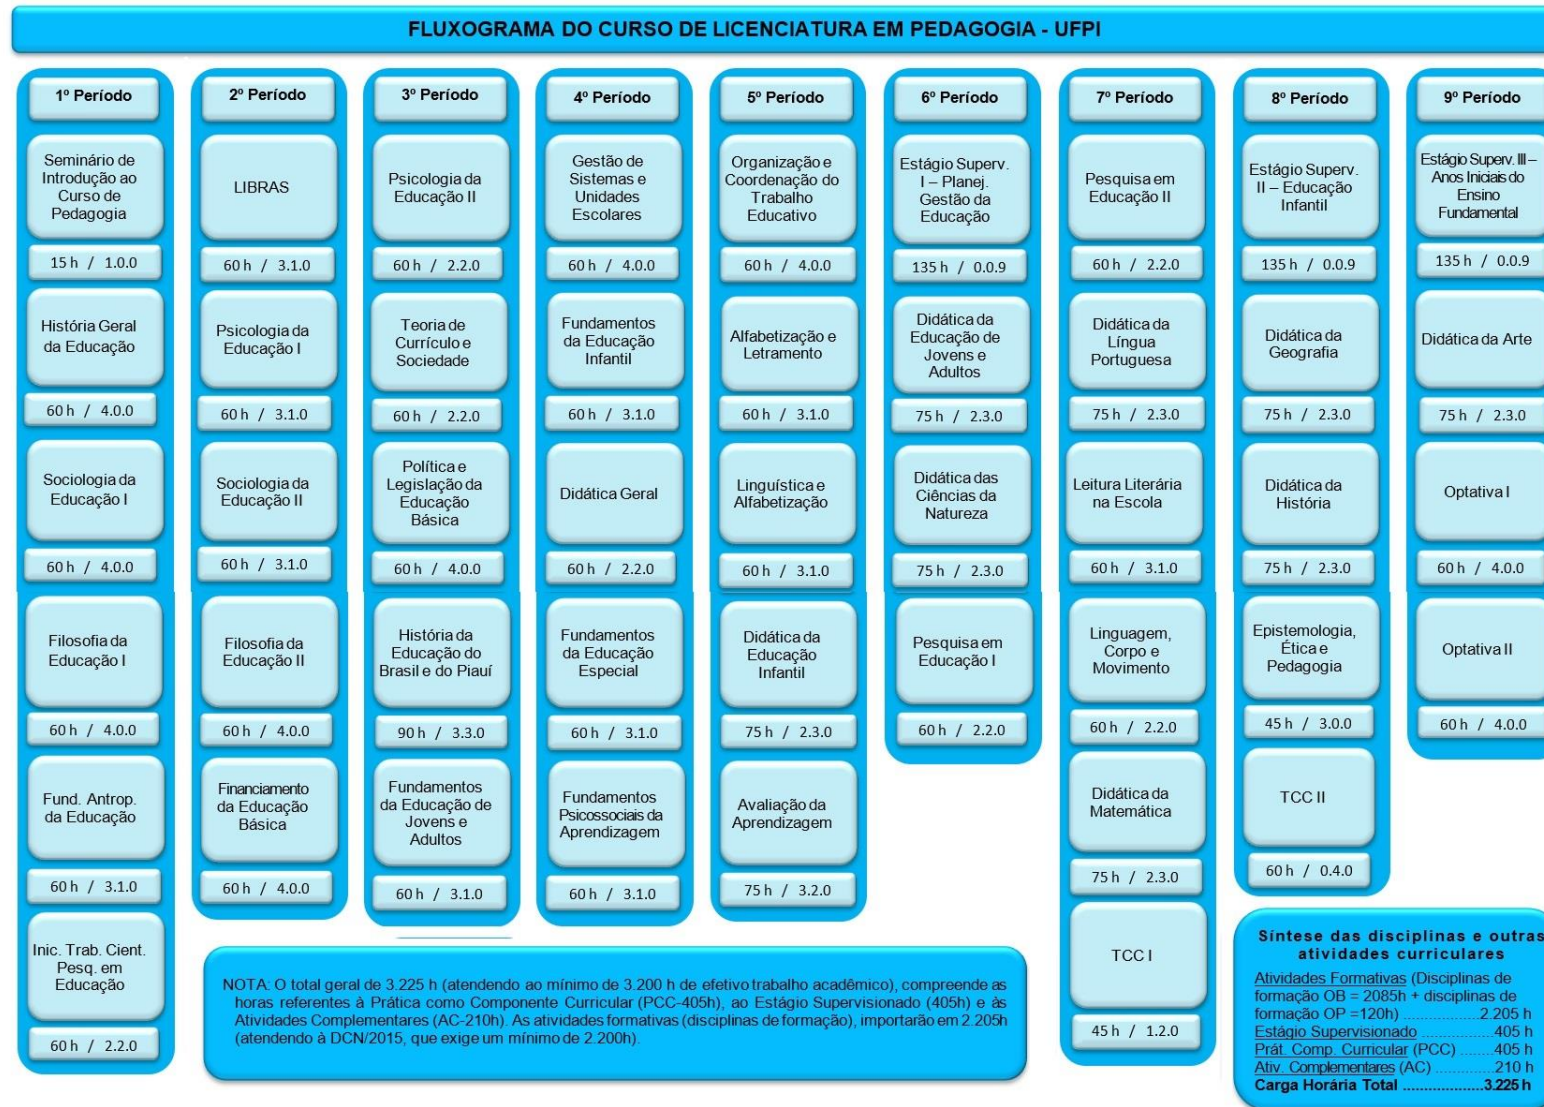 FLUXOGRAMA DO CURSO DE LICENCIATURA EM PEDAGOGIA - UFPI
1º Período
Seminário de
Introdução ao
Curso de
Pedagogia
15 h / 1.0.0
História Geral
da Educação
60 h / 4.0.0
Sociologia da
Educação I
60 h / 4.0.0
Filosofia da
Educação I
60 h / 4.0.0
Fund. Antrop.
da Educação
60 h / 3.1.0
Inic. Trab. Cient.
Pesq. em
Educação
60 h / 2.2.0
2º Período
LIBRAS
60 h / 3.1.0
Psicologia da
Educação I
60 h / 3.1.0
Sociologia da
Educação II
60 h / 3.1.0
Filosofia da
Educação II
60 h / 4.0.0
Financiamento
da Educação
Básica
60 h / 4.0.0
3º Período
Psicologia da
Educação II
60 h / 2.2.0
Teoria de
Currículo e
Sociedade
60 h / 2.2.0
Política e
Legislação da
Educação
Básica
60 h / 4.0.0
História da
Educação do
Brasil e do Piauí
90 h / 3.3.0
Fundamentos
da Educação de
Jovens e
Adultos
60 h / 3.1.0
4º Período
Gestão de
Sistemas e
Unidades
Escolares
60 h / 4.0.0
Fundamentos
da Educação
Infantil
60 h / 3.1.0
Didática Geral
60 h / 2.2.0
Fundamentos
da Educação
Especial
60 h / 3.1.0
Fundamentos
Psicossociais da
Aprendizagem
60 h / 3.1.0
5º Período
Organização e
Coordenação do
Trabalho
Educativo
60 h / 4.0.0
Alfabetização e
Letramento
60 h / 3.1.0
Linguística e
Alfabetização
60 h / 3.1.0
Didática da
Educação
Infantil
75 h / 2.3.0
Avaliação da
Aprendizagem
75 h / 3.2.0
6º Período
Estágio Superv.
I – Planej.
Gestão da
Educação
135 h / 0.0.9
Didática da
Educação de
Jovens e
Adultos
75 h / 2.3.0
Didática das
Ciências da
Natureza
75 h / 2.3.0
Pesquisa em
Educação I
60 h / 2.2.0
7º Período
Pesquisa em
Educação II
60 h / 2.2.0
Didática da
Língua
Portuguesa
75 h / 2.3.0
Leitura Literária
na Escola
60 h / 3.1.0
Linguagem,
Corpo e
Movimento
60 h / 2.2.0
Didática da
Matemática
75 h / 2.3.0
TCC I
45 h / 1.2.0
8º Período
Estágio Superv.
II – Educação
Infantil
135 h / 0.0.9
Didática da
Geografia
75 h / 2.3.0
Didática da
História
75 h / 2.3.0
Epistemologia,
Ética e
Pedagogia
45 h / 3.0.0
TCC II
60 h / 0.4.0
9º Período
Estágio Superv. III –
Anos Iniciais do
Ensino
Fundamental
135 h / 0.0.9
Didática da Arte
75 h / 2.3.0
Optativa I
60 h / 4.0.0
Optativa II
60 h / 4.0.0
NOTA: O total geral de 3.225 h (atendendo ao mínimo de 3.200 h de efetivo trabalho acadêmico), compreende as
horas referentes à Prática como Componente Curricular (PCC-405h), ao Estágio Supervisionado (405h) e às
Atividades Complementares (AC-210h). As atividades formativas (disciplinas de formação), importarão em 2.205h
(atendendo à DCN/2015, que exige um mínimo de 2.200h).
Síntese das disciplinas e outras
atividades curriculares
Atividades Formativas (Disciplinas de
formação OB = 2085h + disciplinas de
formação OP =120h) ..................2.205 h
Estágio Supervisionado ..................405 h
Prát. Comp. Curricular (PCC) ........405 h
Ativ. Complementares (AC) ............210 h
Carga Horária Total ...................3.225 h